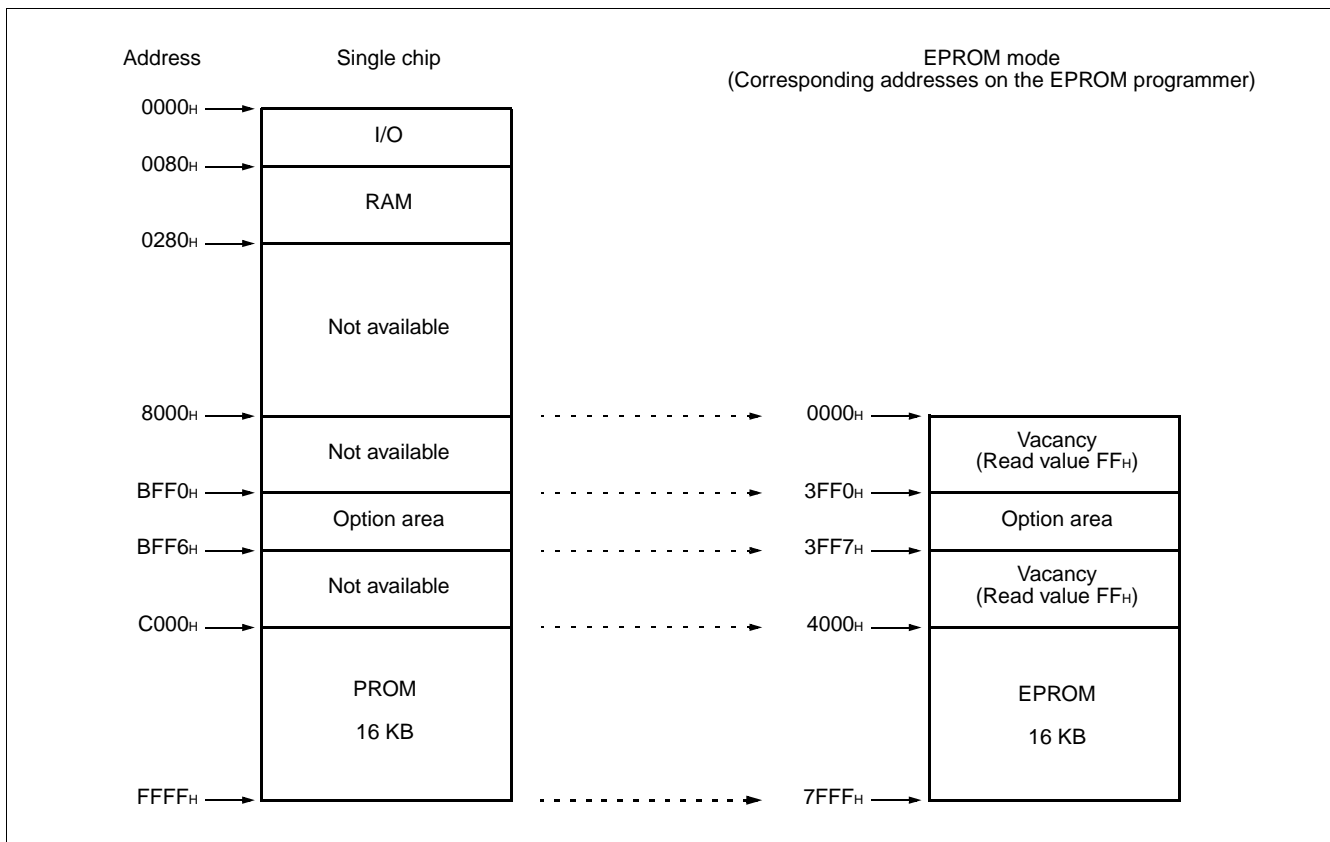 Address Single chip EPROM mode
(Corresponding addresses on the EPROM programmer)
0000H
I/O
0080H
RAM
0280H
Not available
8000H 0000H
Not available Vacancy
(Read value FFH)
BFF0H 3FF0H
Option area Option area
BFF6H 3FF7H
Not available Vacancy
(Read value FFH)
C000H 4000H
PROM EPROM
16 KB 16 KB
FFFFH 7FFFH